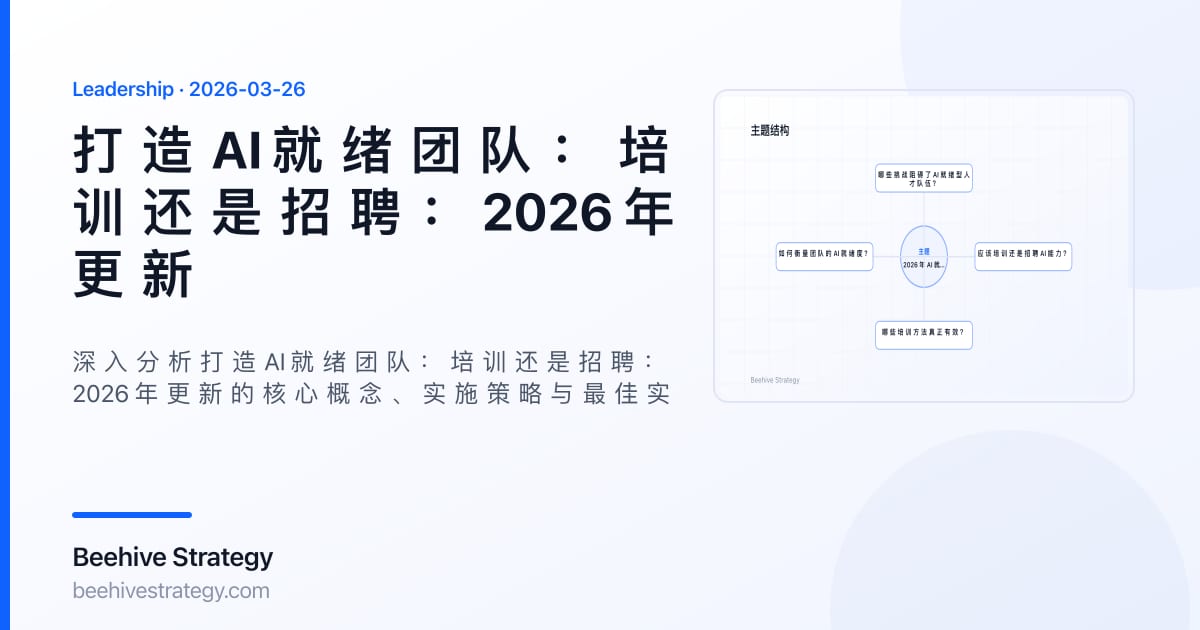 Leadership · 2026-03-26
打造AI就绪团队：培
训还是招聘：2026年
更新
深入分析打造AI就绪团队：培训还是招聘：
2026年更新的核心概念、实施策略与最佳实
Beehive Strategy
beehivestrategy.com
主题结构
哪些挑战阻碍了AI就绪型人
才队伍？
如何衡量团队的AI就绪度？
主题
2026 年 AI 就…
应该培训还是招聘AI能力？
哪些培训方法真正有效？
Beehive Strategy